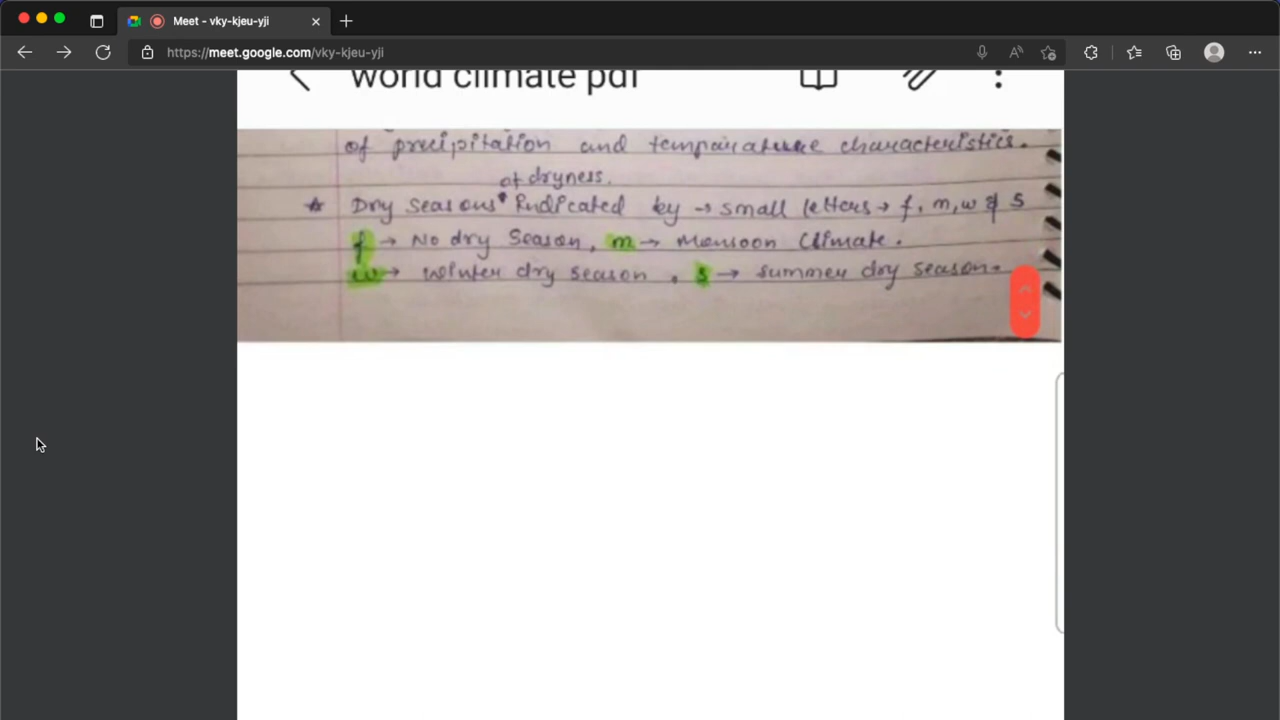 Meet - vky-kjeu-yji
https://meet.google.com/vky-kjeu-yji
world climate pdf
of precipitation and tempairature characteristics.
of dryness.
☆ Dry Seasons Indicated by → small letters → f, m, w & s
f → No dry Season, m → Monsoon Climate.
w → Winter dry season, s → summer dry season.